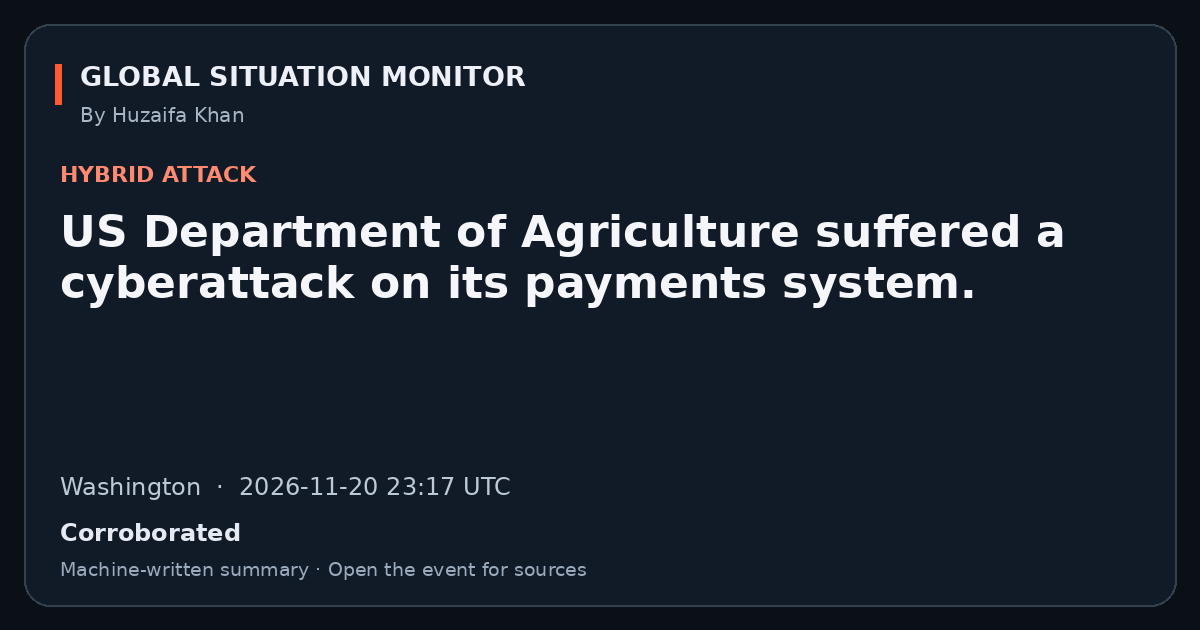 GLOBAL SITUATION MONITOR
By Huzaifa Khan
HYBRID ATTACK
US Department of Agriculture suffered a
cyberattack on its payments system.
Washington · 2026-11-20 23:17 UTC
Corroborated
Machine-written summary · Open the event for sources